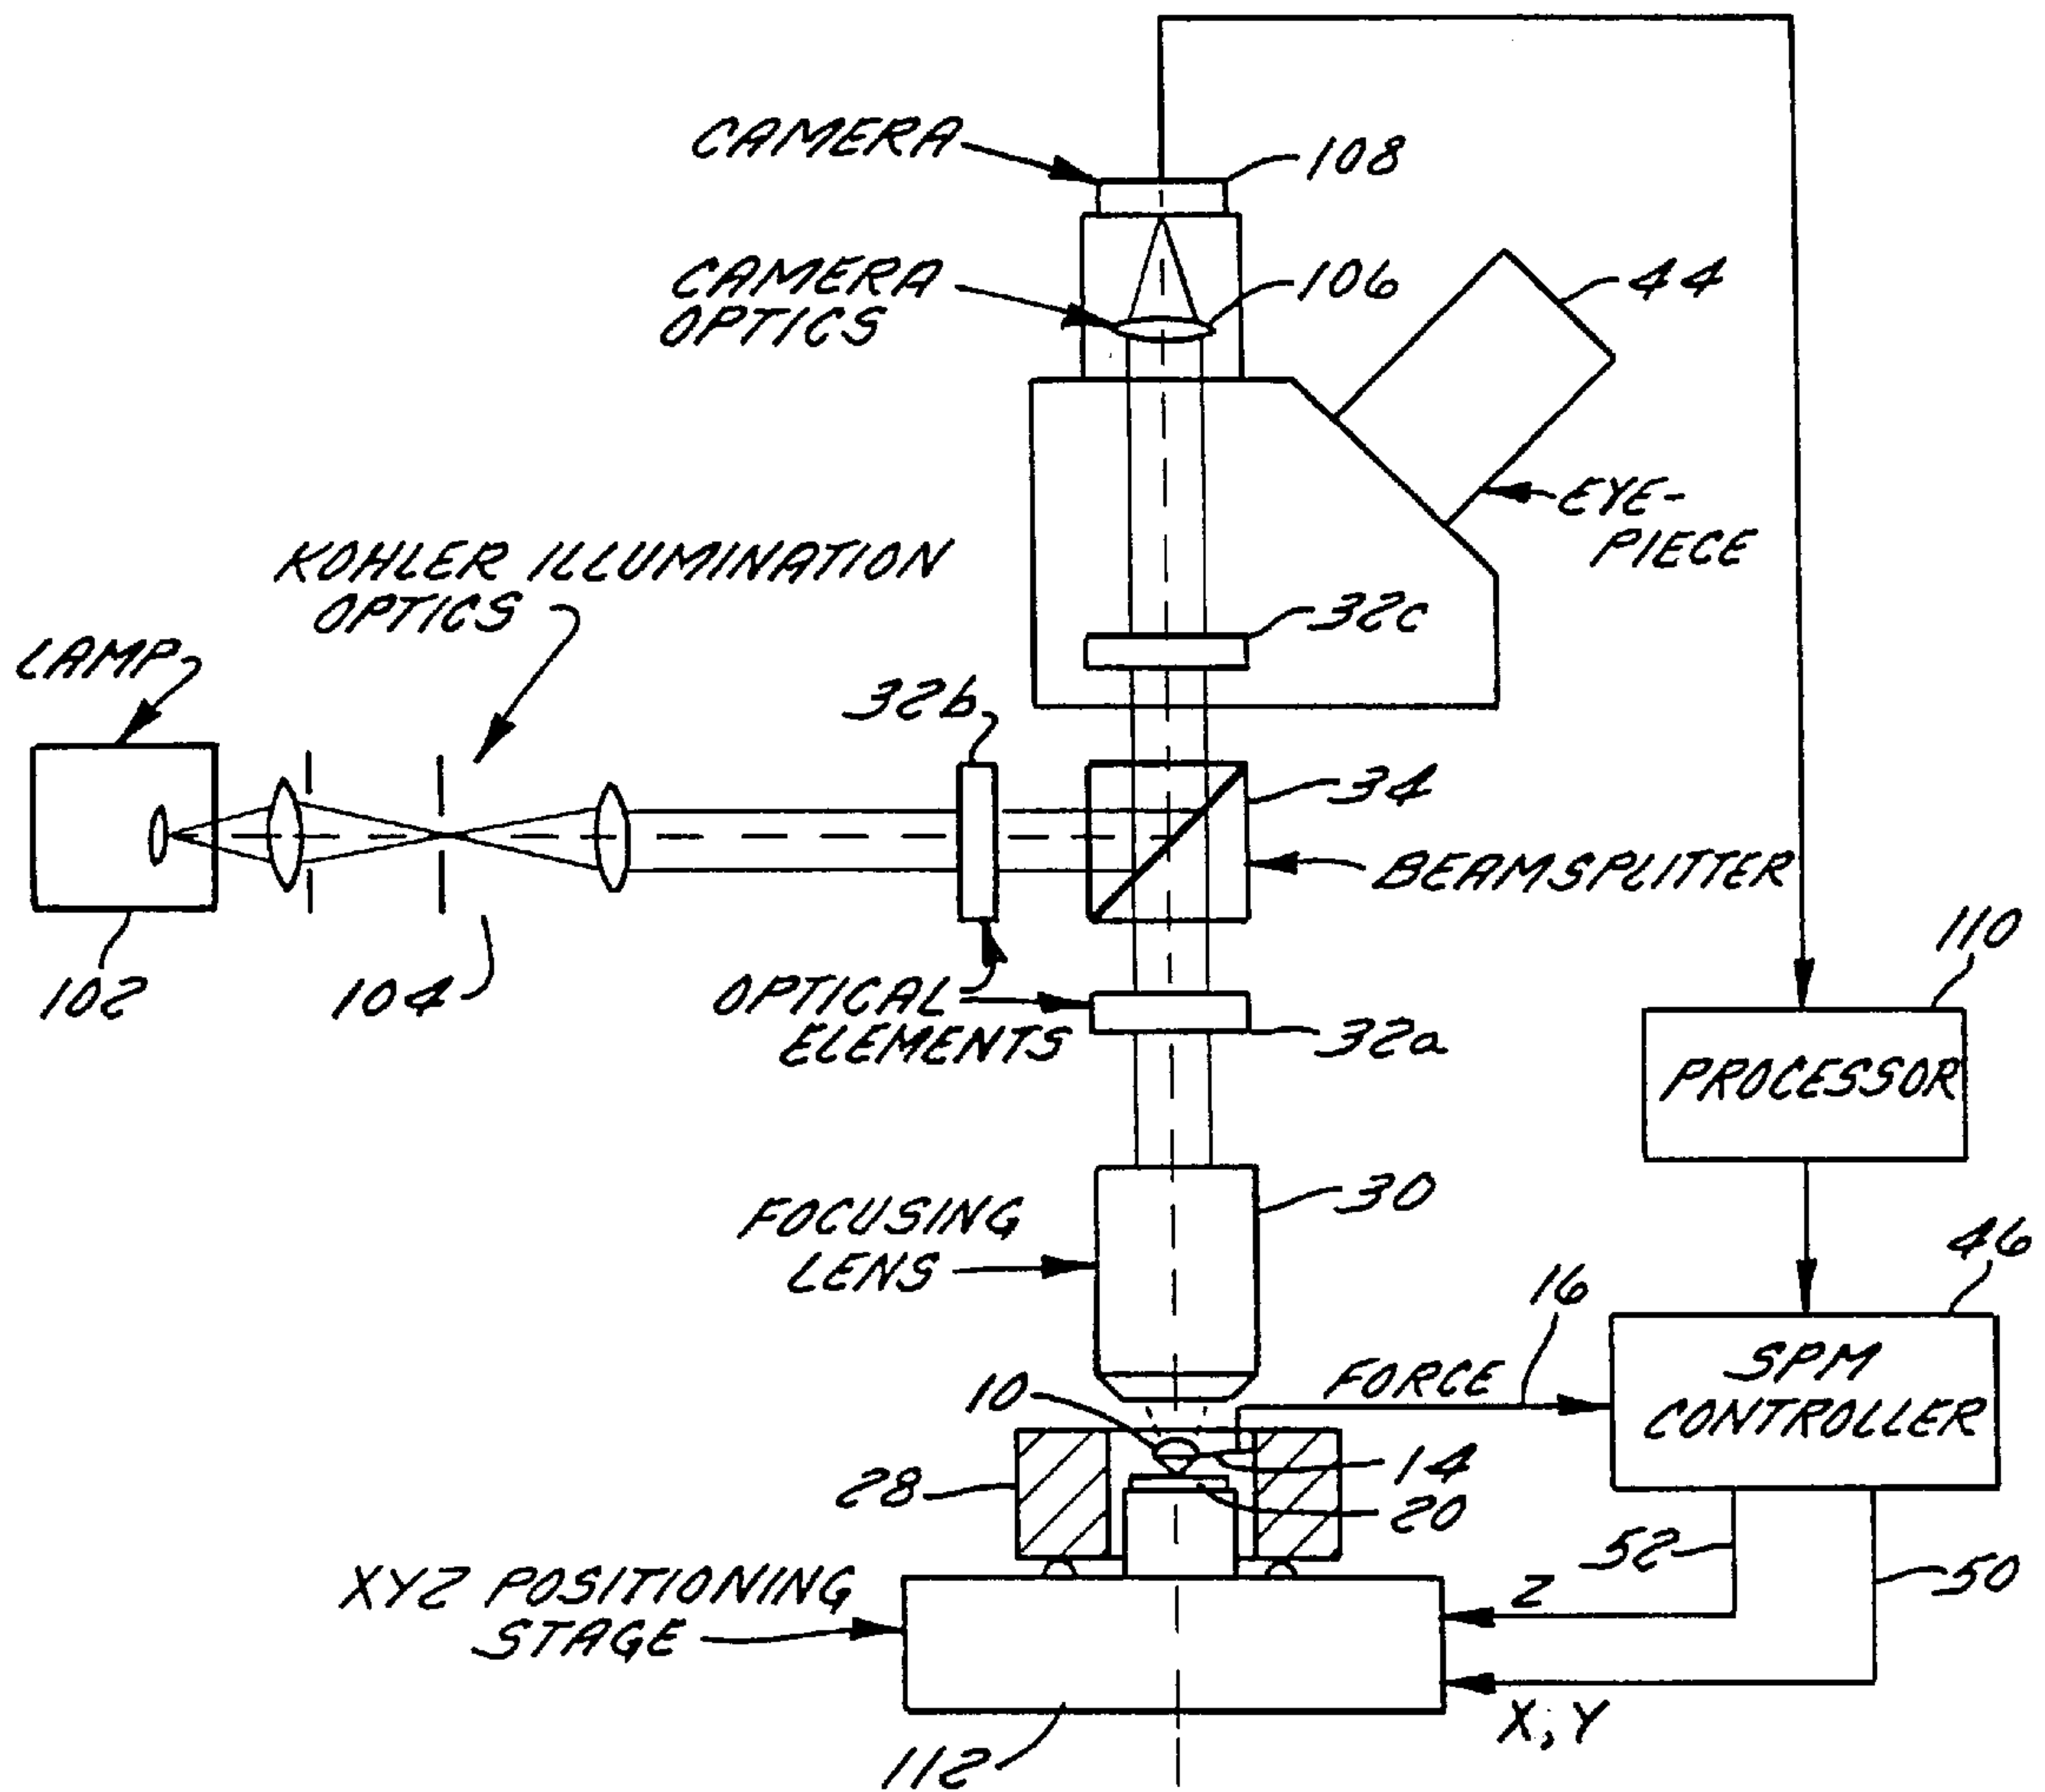 CAMERA
108
CAMERA
OPTICS
106
44
EYE-
PIECE
KOHLER ILLUMINATION
OPTICS
32c
LAMP
32b
34
BEAMSPLITTER
102
104
OPTICAL
ELEMENTS
32a
110
PROCESSOR
FOCUSING
LENS
30
46
16
10
FORCE
SPM
CONTROLLER
14
28
20
52
50
XYZ POSITIONING
STAGE
Z
X, Y
112